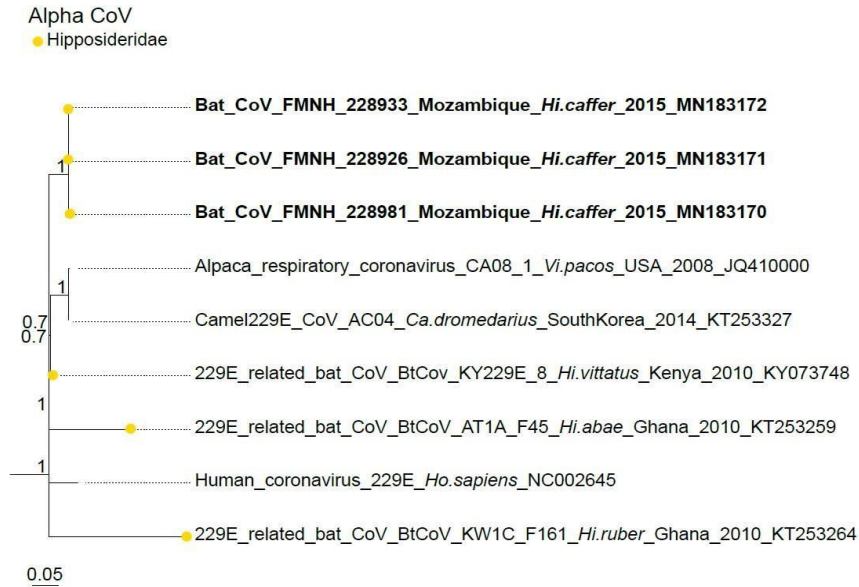 Alpha CoV
Hipposideridae
Bat_CoV_FMNH_228933_Mozambique_Hi.caffer_2015_MN183172
1
Bat_CoV_FMNH_228926_Mozambique_Hi.caffer_2015_MN183171
Bat_CoV_FMNH_228981_Mozambique_Hi.caffer_2015_MN183170
Alpaca_respiratory_coronavirus_CA08_1_Vi.pacos_USA_2008_JQ410000
1
Camel229E_CoV_AC04_Ca.dromedarius_SouthKorea_2014_KT253327
0.7
0.7
229E_related_bat_CoV_BtCov_KY229E_8_Hi.vittatus_Kenya_2010_KY073748
1
229E_related_bat_CoV_BtCoV_AT1A_F45_Hi.abae_Ghana_2010_KT253259
1
Human_coronavirus_229E_Ho.sapiens_NC002645
229E_related_bat_CoV_BtCoV_KW1C_F161_Hi.ruber_Ghana_2010_KT253264
0.05